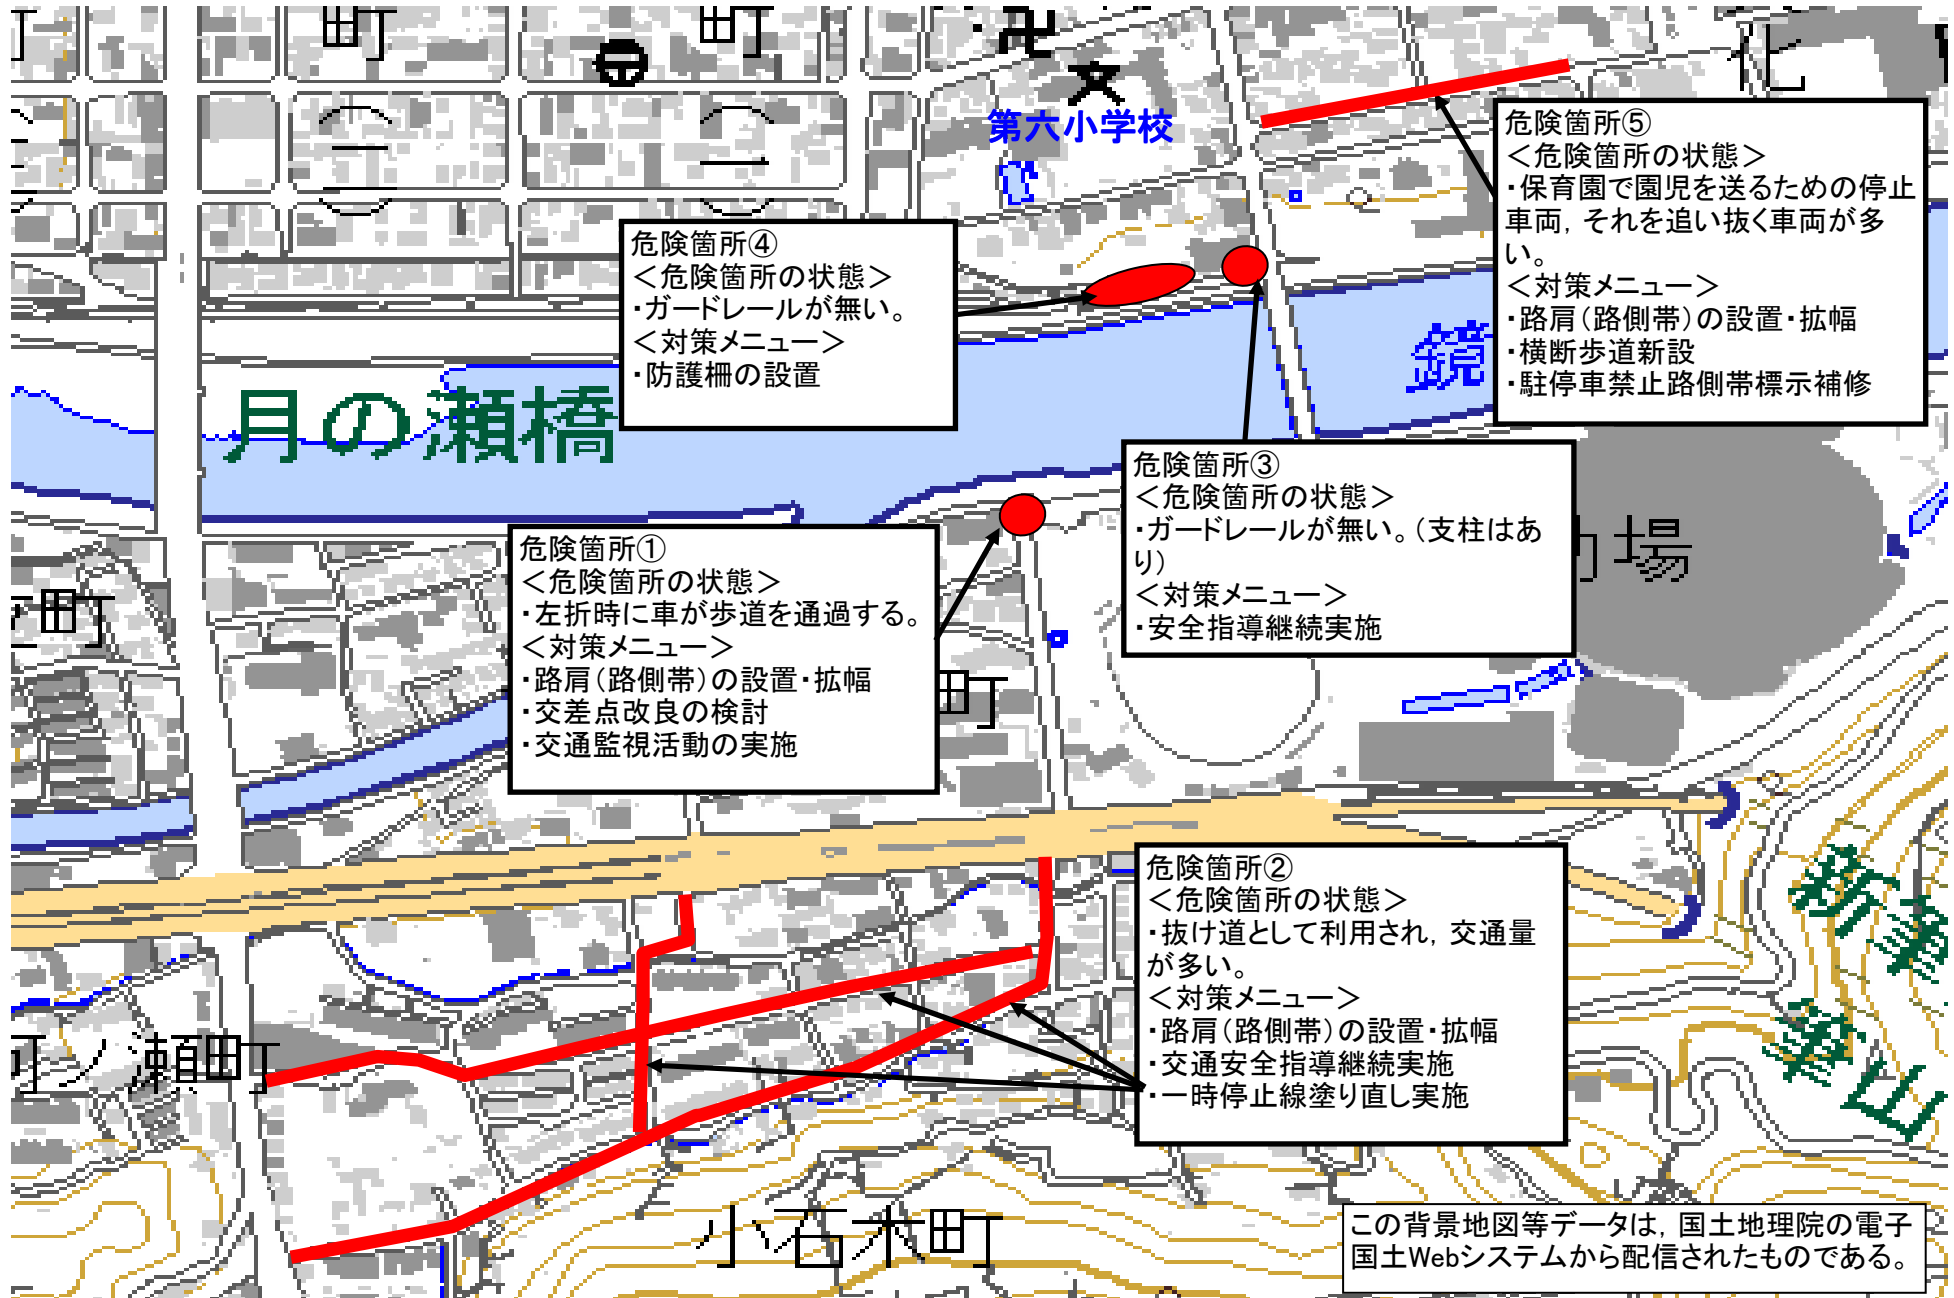 町
町
第六小学校
危険箇所⑤
＜危険箇所の状態＞
・保育園で園児を送るための停止
車両，それを追い抜く車両が多
い。
＜対策メニュー＞
・路肩（路側帯）の設置・拡幅
・横断歩道新設
・駐停車禁止路側帯標示補修
危険箇所④
＜危険箇所の状態＞
・ガードレールが無い。
＜対策メニュー＞
・防護柵の設置
鏡
月の瀬橋
危険箇所③
＜危険箇所の状態＞
・ガードレールが無い。（支柱はあ
り）
＜対策メニュー＞
・安全指導継続実施
場
危険箇所①
＜危険箇所の状態＞
・左折時に車が歩道を通過する。
＜対策メニュー＞
・路肩（路側帯）の設置・拡幅
・交差点改良の検討
・交通監視活動の実施
町
町
危険箇所②
＜危険箇所の状態＞
・抜け道として利用され，交通量
が多い。
＜対策メニュー＞
・路肩（路側帯）の設置・拡幅
・交通安全指導継続実施
・一時停止線塗り直し実施
ノ瀬町
小石木町
この背景地図等データは，国土地理院の電子
国土Webシステムから配信されたものである。